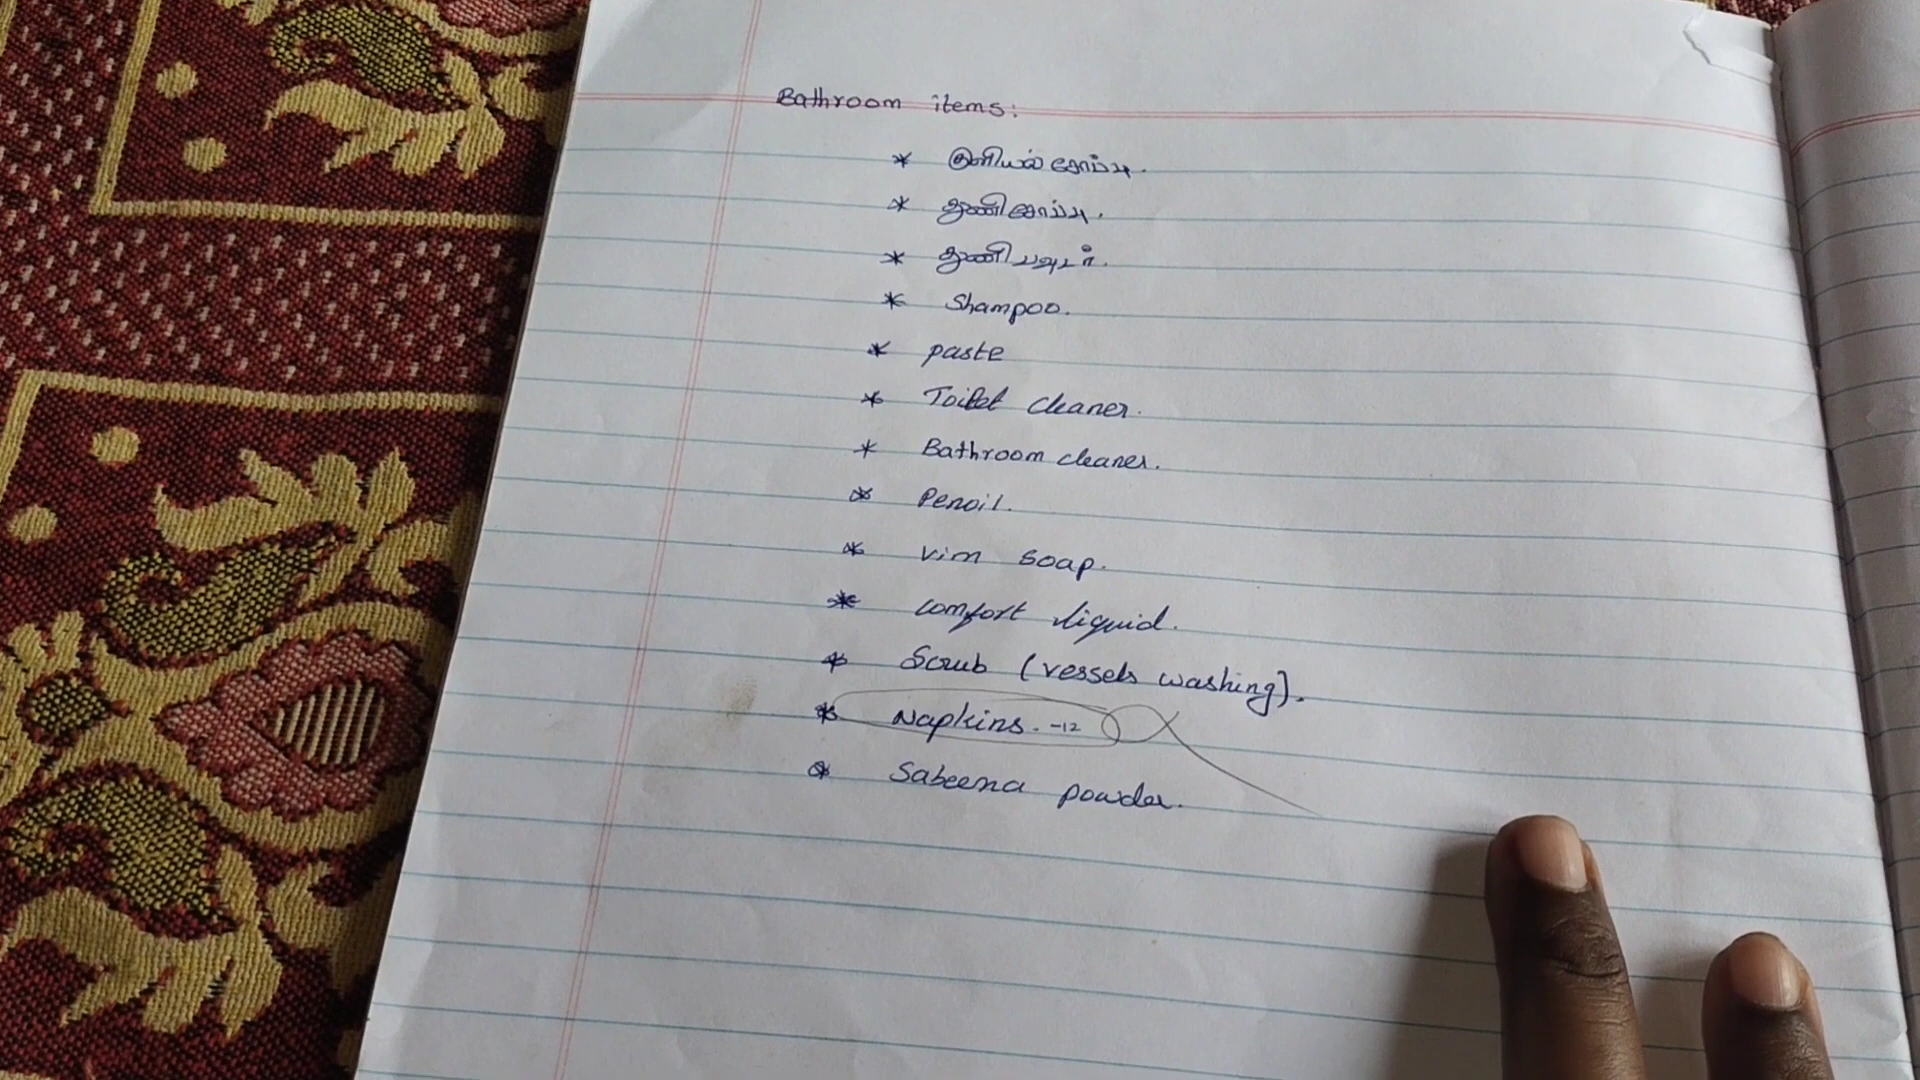 Bathroom items:
* குளியல் சோப்பு.
* துணி சோப்பு.
* துணி பவுடர்.
* Shampoo.
* paste
* Toilet cleaner.
* Bathroom cleaner.
* Penoil.
* Vim soap.
* comfort liquid.
* Scrub (vessels washing).
* Napkins. -12
* Sabeena powder.